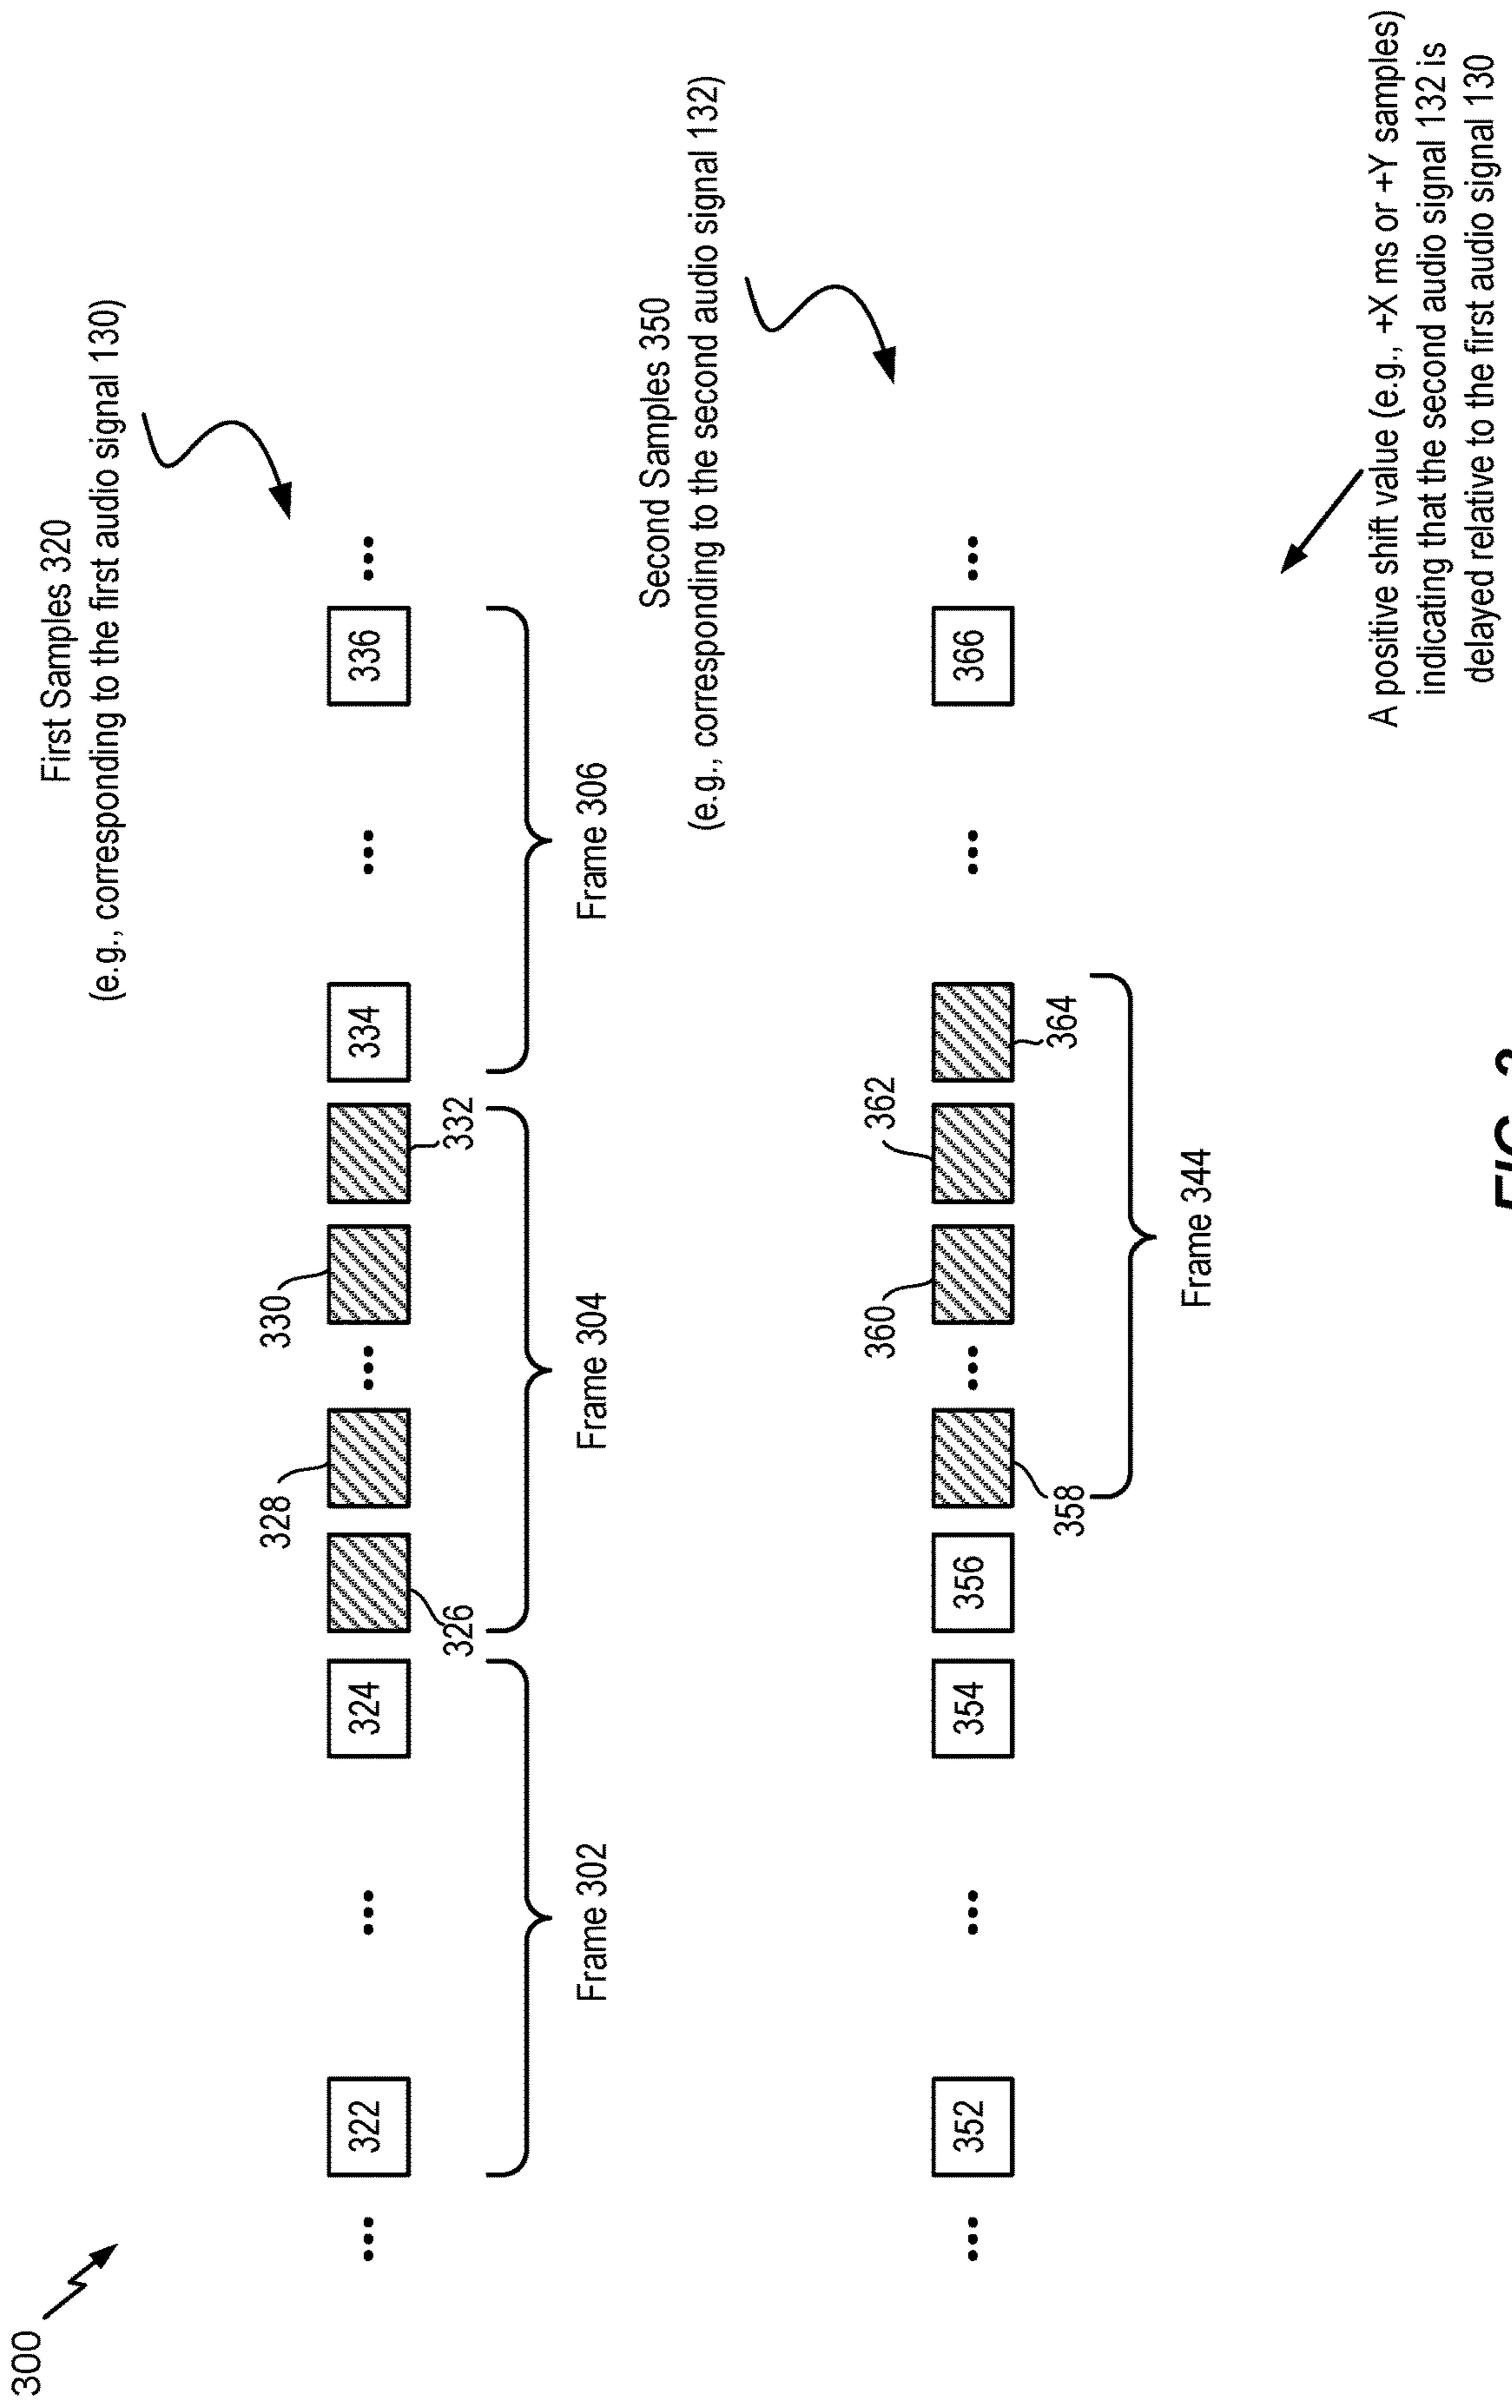 300
First Samples 320
(e.g., corresponding to the first audio signal 130)
322
324
326
328
330
332
334
336
Frame 302
Frame 304
Frame 306
Second Samples 350
(e.g., corresponding to the second audio signal 132)
352
354
356
358
360
362
364
366
Frame 344
A positive shift value (e.g., +X ms or +Y samples)
indicating that the second audio signal 132 is
delayed relative to the first audio signal 130